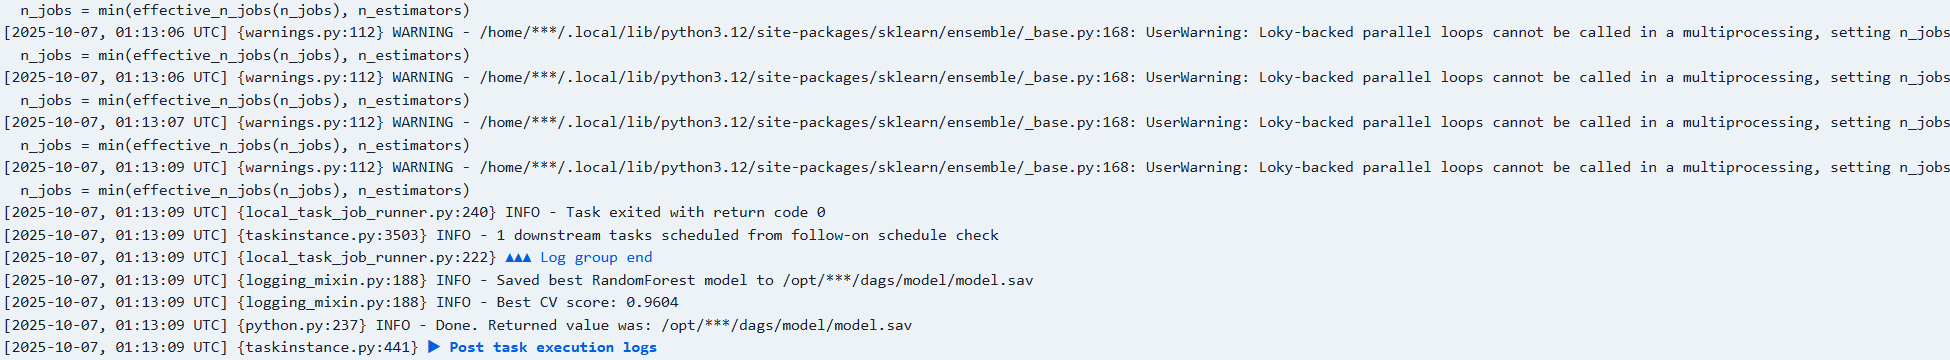 n_jobs = min(effective_n_jobs(n_jobs), n_estimators)
[2025-10-07, 01:13:06 UTC] {warnings.py:112} WARNING - /home/***/.local/lib/python3.12/site-packages/sklearn/ensemble/_base.py:168: UserWarning: Loky-backed parallel loops cannot be called in a multiprocessing, setting n_jobs
n_jobs = min(effective_n_jobs(n_jobs), n_estimators)
[2025-10-07, 01:13:06 UTC] {warnings.py:112} WARNING - /home/***/.local/lib/python3.12/site-packages/sklearn/ensemble/_base.py:168: UserWarning: Loky-backed parallel loops cannot be called in a multiprocessing, setting n_jobs
n_jobs = min(effective_n_jobs(n_jobs), n_estimators)
[2025-10-07, 01:13:07 UTC] {warnings.py:112} WARNING - /home/***/.local/lib/python3.12/site-packages/sklearn/ensemble/_base.py:168: UserWarning: Loky-backed parallel loops cannot be called in a multiprocessing, setting n_jobs
n_jobs = min(effective_n_jobs(n_jobs), n_estimators)
[2025-10-07, 01:13:09 UTC] {warnings.py:112} WARNING - /home/***/.local/lib/python3.12/site-packages/sklearn/ensemble/_base.py:168: UserWarning: Loky-backed parallel loops cannot be called in a multiprocessing, setting n_jobs
n_jobs = min(effective_n_jobs(n_jobs), n_estimators)
[2025-10-07, 01:13:09 UTC] {local_task_job_runner.py:240} INFO - Task exited with return code 0
[2025-10-07, 01:13:09 UTC] {taskinstance.py:3503} INFO - 1 downstream tasks scheduled from follow-on schedule check
[2025-10-07, 01:13:09 UTC] {local_task_job_runner.py:222} ▲▲▲ Log group end
[2025-10-07, 01:13:09 UTC] {logging_mixin.py:188} INFO - Saved best RandomForest model to /opt/***/dags/model/model.sav
[2025-10-07, 01:13:09 UTC] {logging_mixin.py:188} INFO - Best CV score: 0.9604
[2025-10-07, 01:13:09 UTC] {python.py:237} INFO - Done. Returned value was: /opt/***/dags/model/model.sav
[2025-10-07, 01:13:09 UTC] {taskinstance.py:441} ▶ Post task execution logs